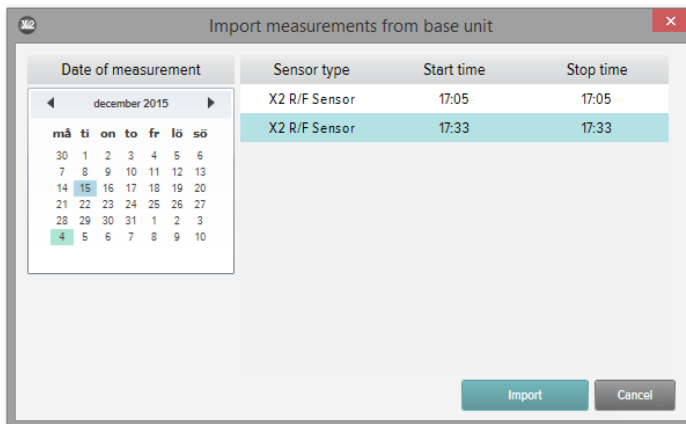 X2 Import measurements from base unit
Date of measurement
december 2015
må ti on to fr lö sö
30 1 2 3 4 5 6
7 8 9 10 11 12 13
14 15 16 17 18 19 20
21 22 23 24 25 26 27
28 29 30 31 1 2 3
4 5 6 7 8 9 10
Sensor type Start time Stop time
X2 R/F Sensor 17:05 17:05
X2 R/F Sensor 17:33 17:33
Import Cancel